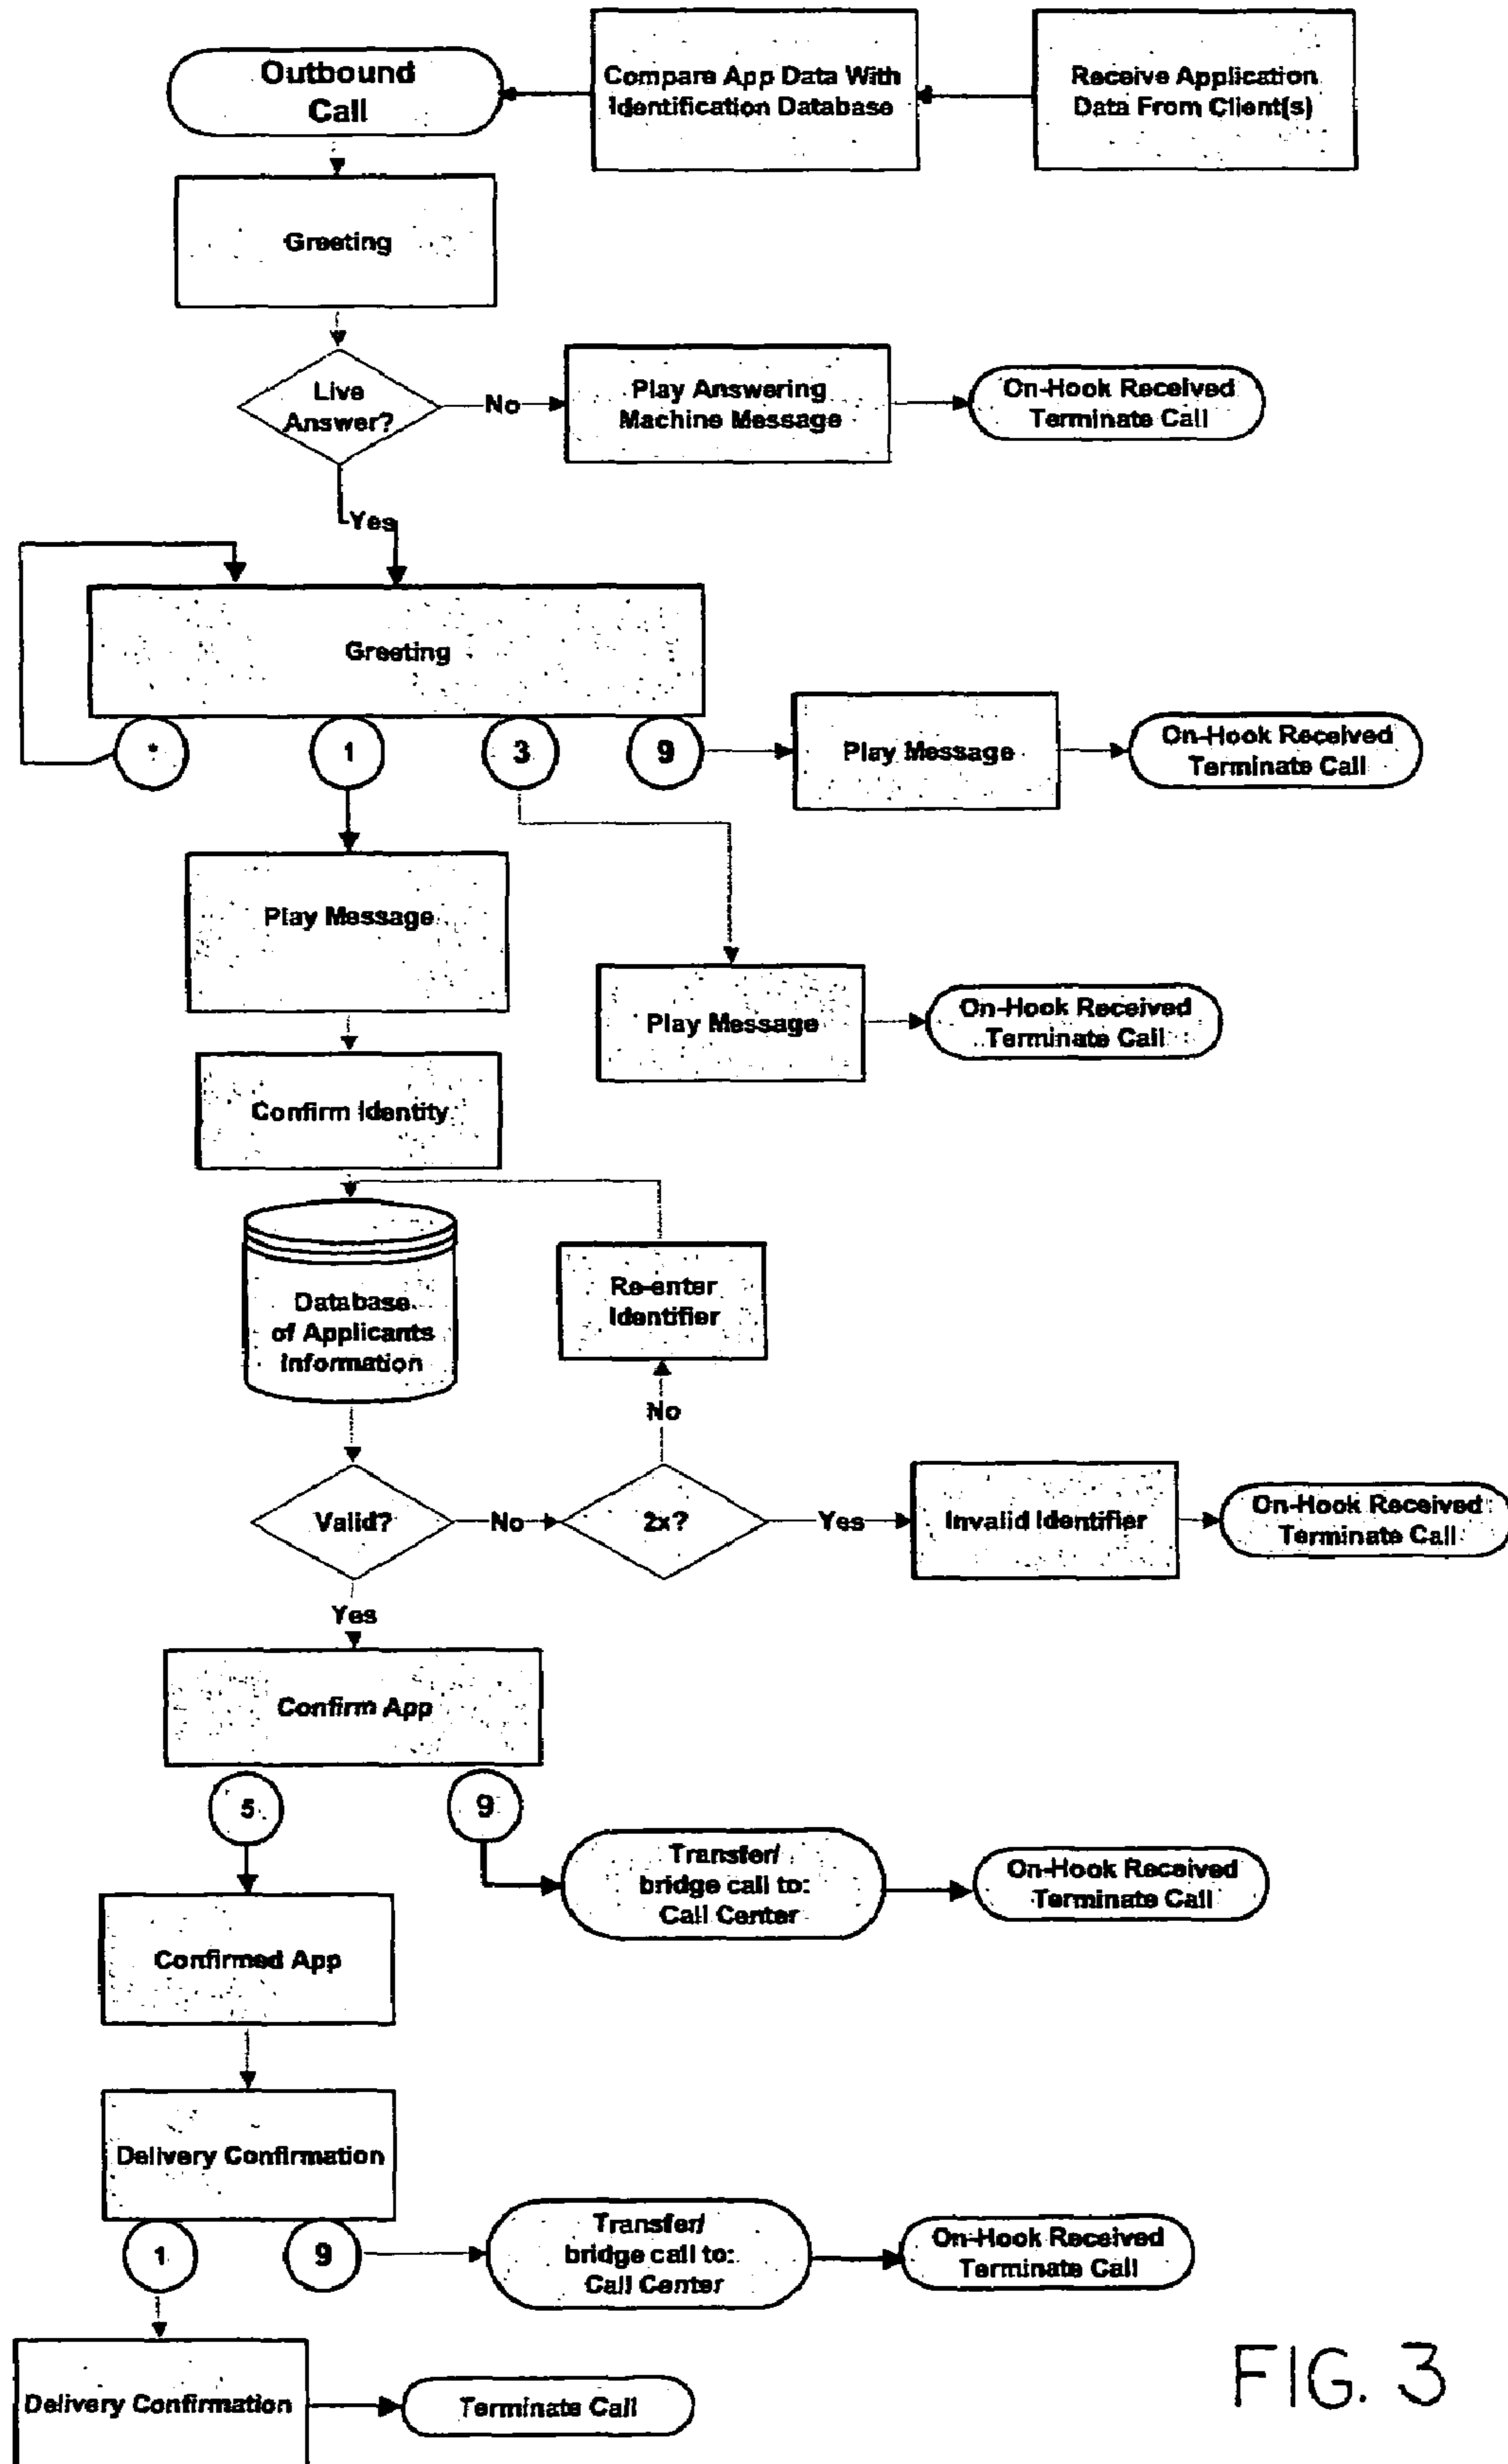 Outbound
Call
Compare App Data With
Identification Database
Receive Application
Data From Client(s)
Greeting
Live
Answer?
No
Play Answering
Machine Message
On-Hook Received
Terminate Call
Yes
Greeting
*
1
3
9
Play Message
On-Hook Received
Terminate Call
Play Message
Play Message
On-Hook Received
Terminate Call
Confirm Identity
Database
of Applicants
Information
Re-enter
Identifier
No
Valid?
No
2x?
Yes
Invalid Identifier
On-Hook Received
Terminate Call
Yes
Confirm App
5
9
Transfer/
bridge call to:
Call Center
On-Hook Received
Terminate Call
Confirmed App
Delivery Confirmation
1
9
Transfer/
bridge call to:
Call Center
On-Hook Received
Terminate Call
Delivery Confirmation
Terminate Call
FIG. 3